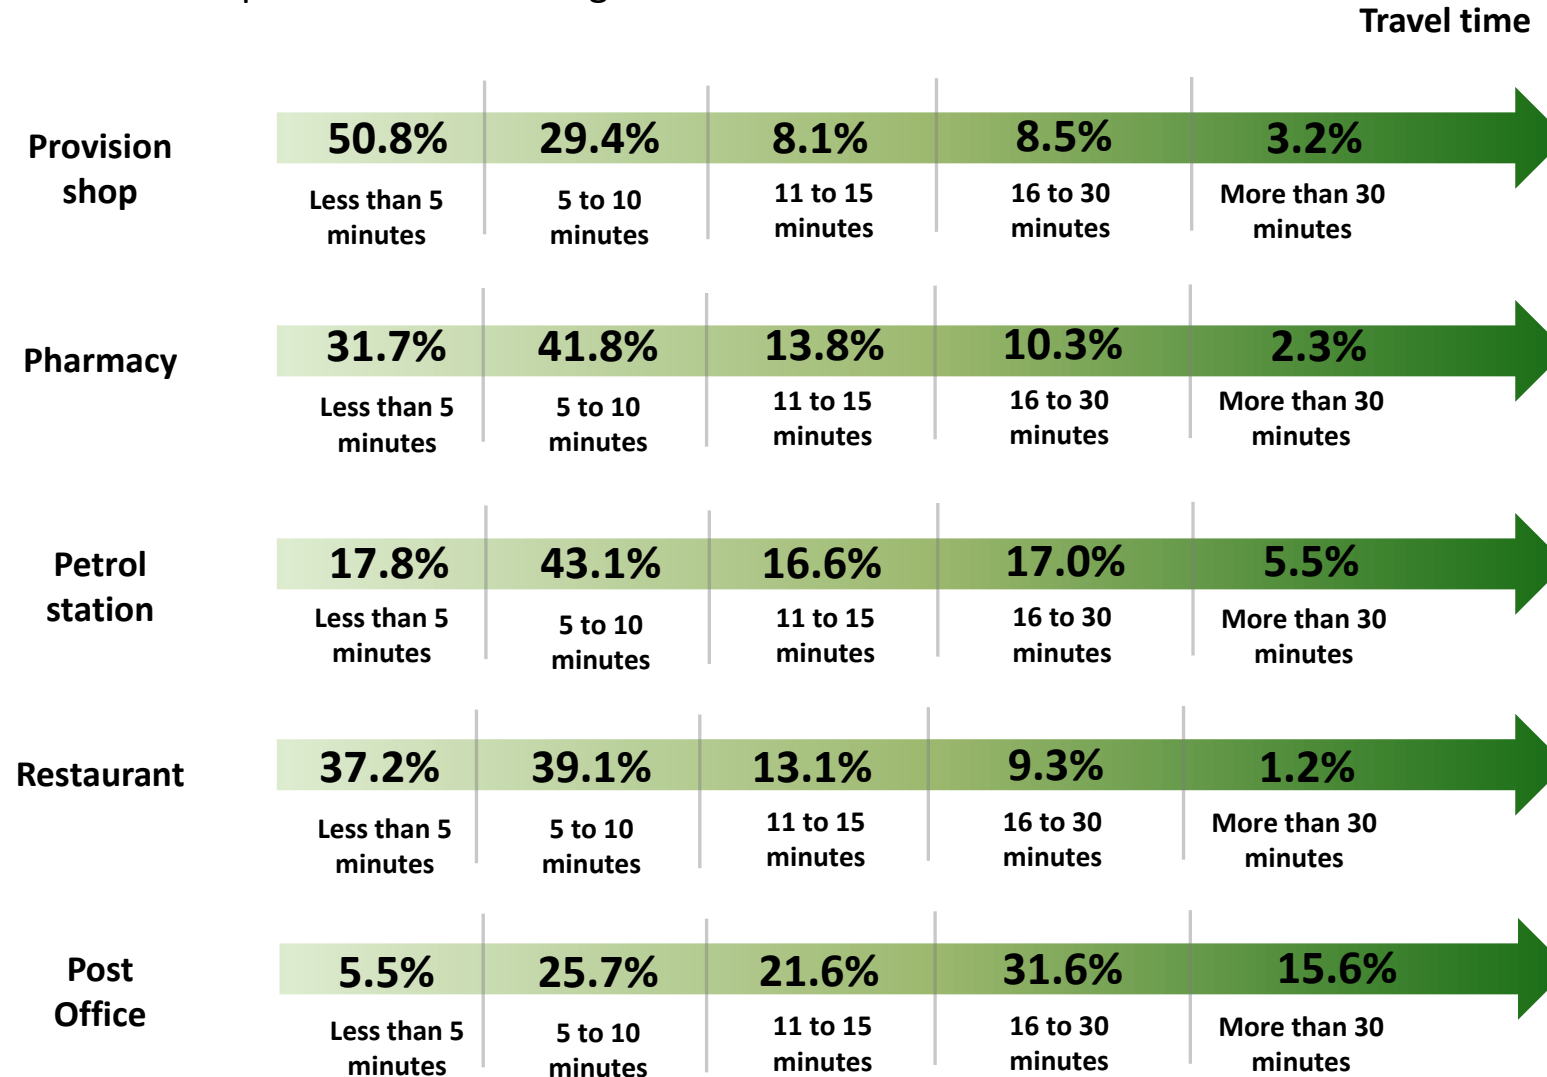 Travel time
Provision
shop
50.8%
29.4%
8.1%
8.5%
3.2%
Less than 5
minutes
5 to 10
minutes
11 to 15
minutes
16 to 30
minutes
More than 30
minutes
Pharmacy
31.7%
41.8%
13.8%
10.3%
2.3%
Less than 5
minutes
5 to 10
minutes
11 to 15
minutes
16 to 30
minutes
More than 30
minutes
Petrol
station
17.8%
43.1%
16.6%
17.0%
5.5%
Less than 5
minutes
5 to 10
minutes
11 to 15
minutes
16 to 30
minutes
More than 30
minutes
Restaurant
37.2%
39.1%
13.1%
9.3%
1.2%
Less than 5
minutes
5 to 10
minutes
11 to 15
minutes
16 to 30
minutes
More than 30
minutes
Post
Office
5.5%
25.7%
21.6%
31.6%
15.6%
Less than 5
minutes
5 to 10
minutes
11 to 15
minutes
16 to 30
minutes
More than 30
minutes